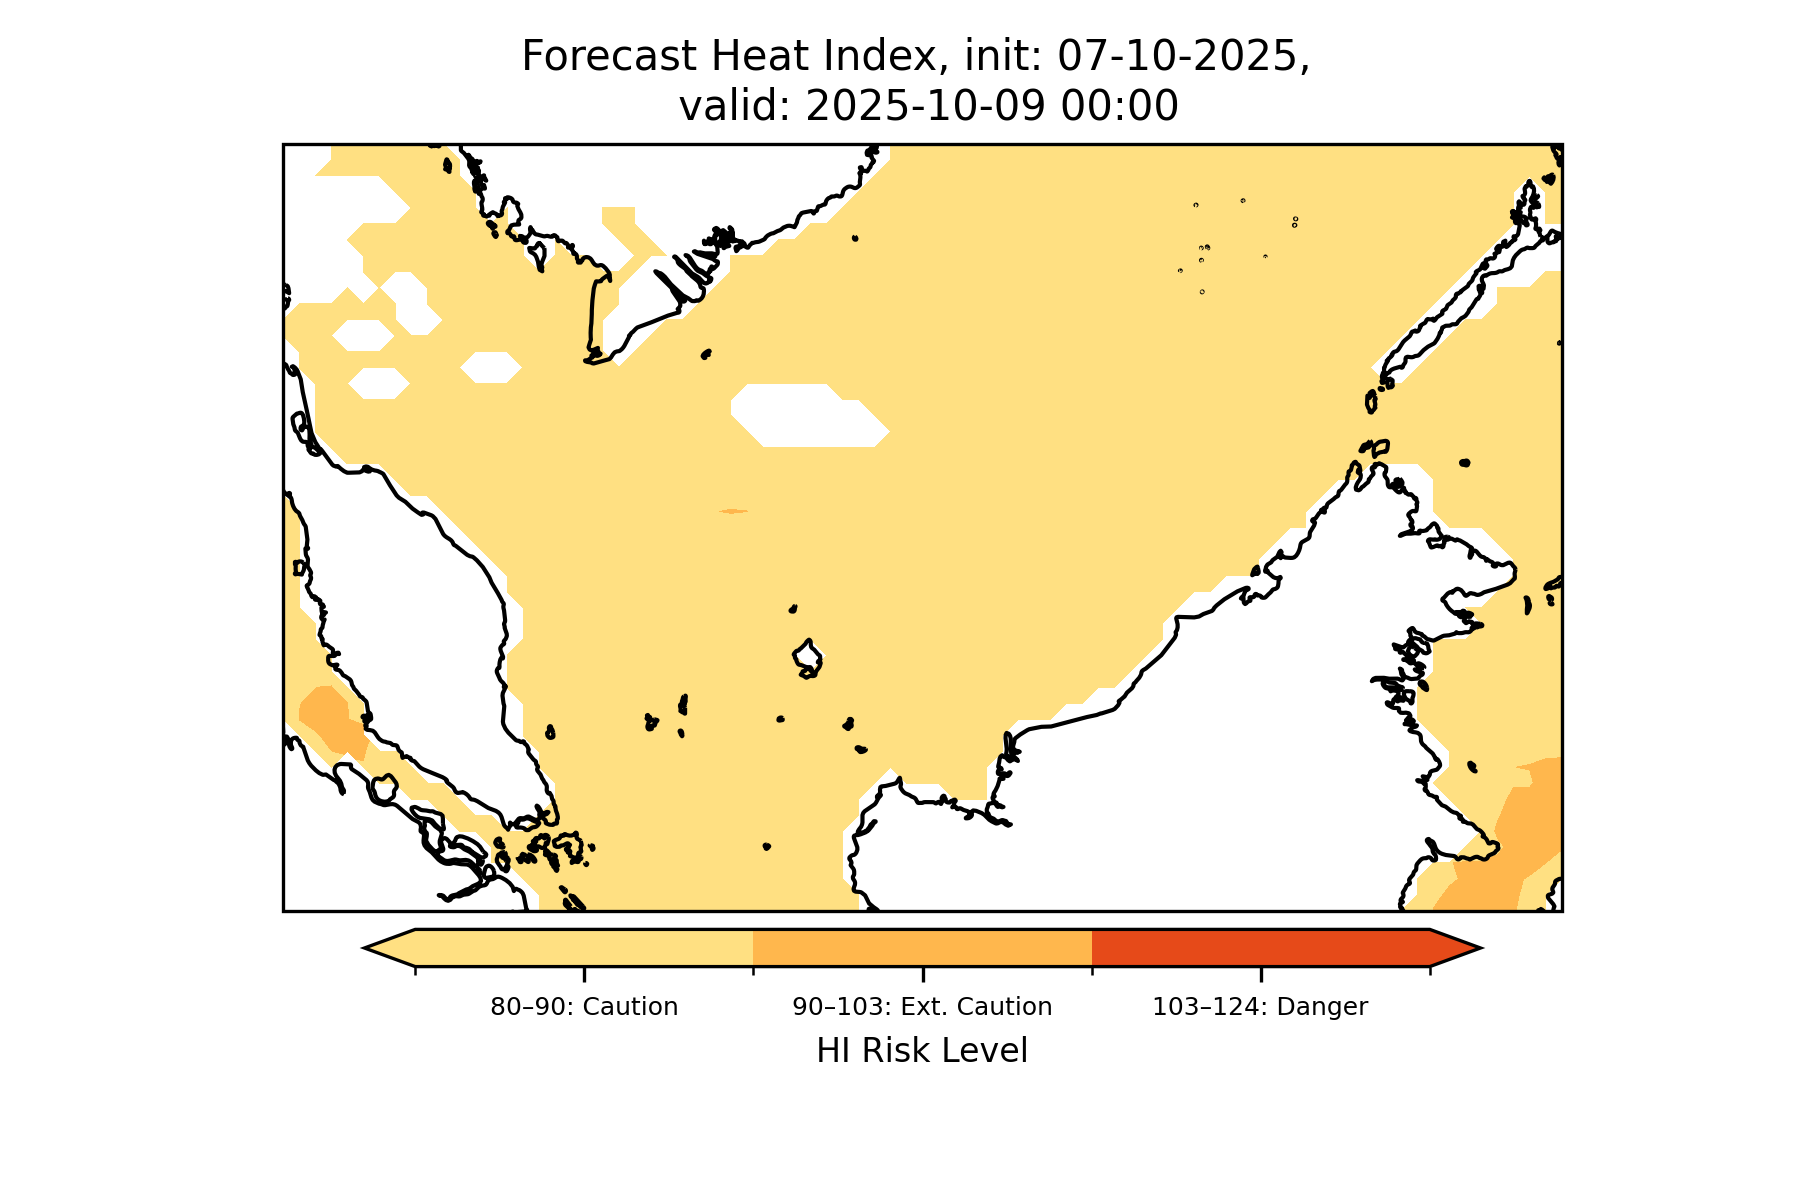 Forecast Heat Index, init: 07-10-2025,
valid: 2025-10-09 00:00
80–90: Caution
90–103: Ext. Caution
103–124: Danger
HI Risk Level